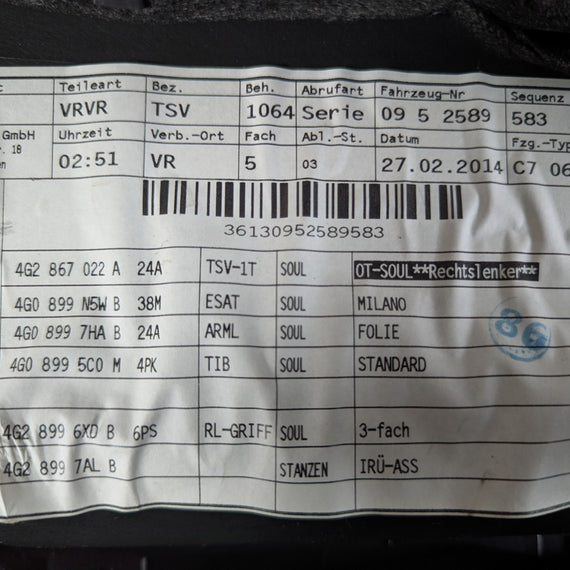 Teileart Bez. Beh. Abrufart Fahrzeug-Nr Sequenz
VRVR TSV 1064 Serie 09 5 2589 583
GmbH Uhrzeit Verb.-Ort Fach Abl.-St. Datum Fzg.-Typ
18
02:51 VR 5 03 27.02.2014 C7 06
36130952589583
4G2 867 022 A 24A TSV-1T SOUL OT-SOUL**Rechtslenker**
4G0 899 N5W B 38M ESAT MILANO
4G0 899 7HA B 24A ARML SOUL FOLIE
86
4G0 899 5C0 M 4PK TIB SOUL STANDARD
4G2 899 6XD B 6PS RL-GRIFF SOUL 3-fach
4G2 899 7AL B STANZEN IRÜ-ASS